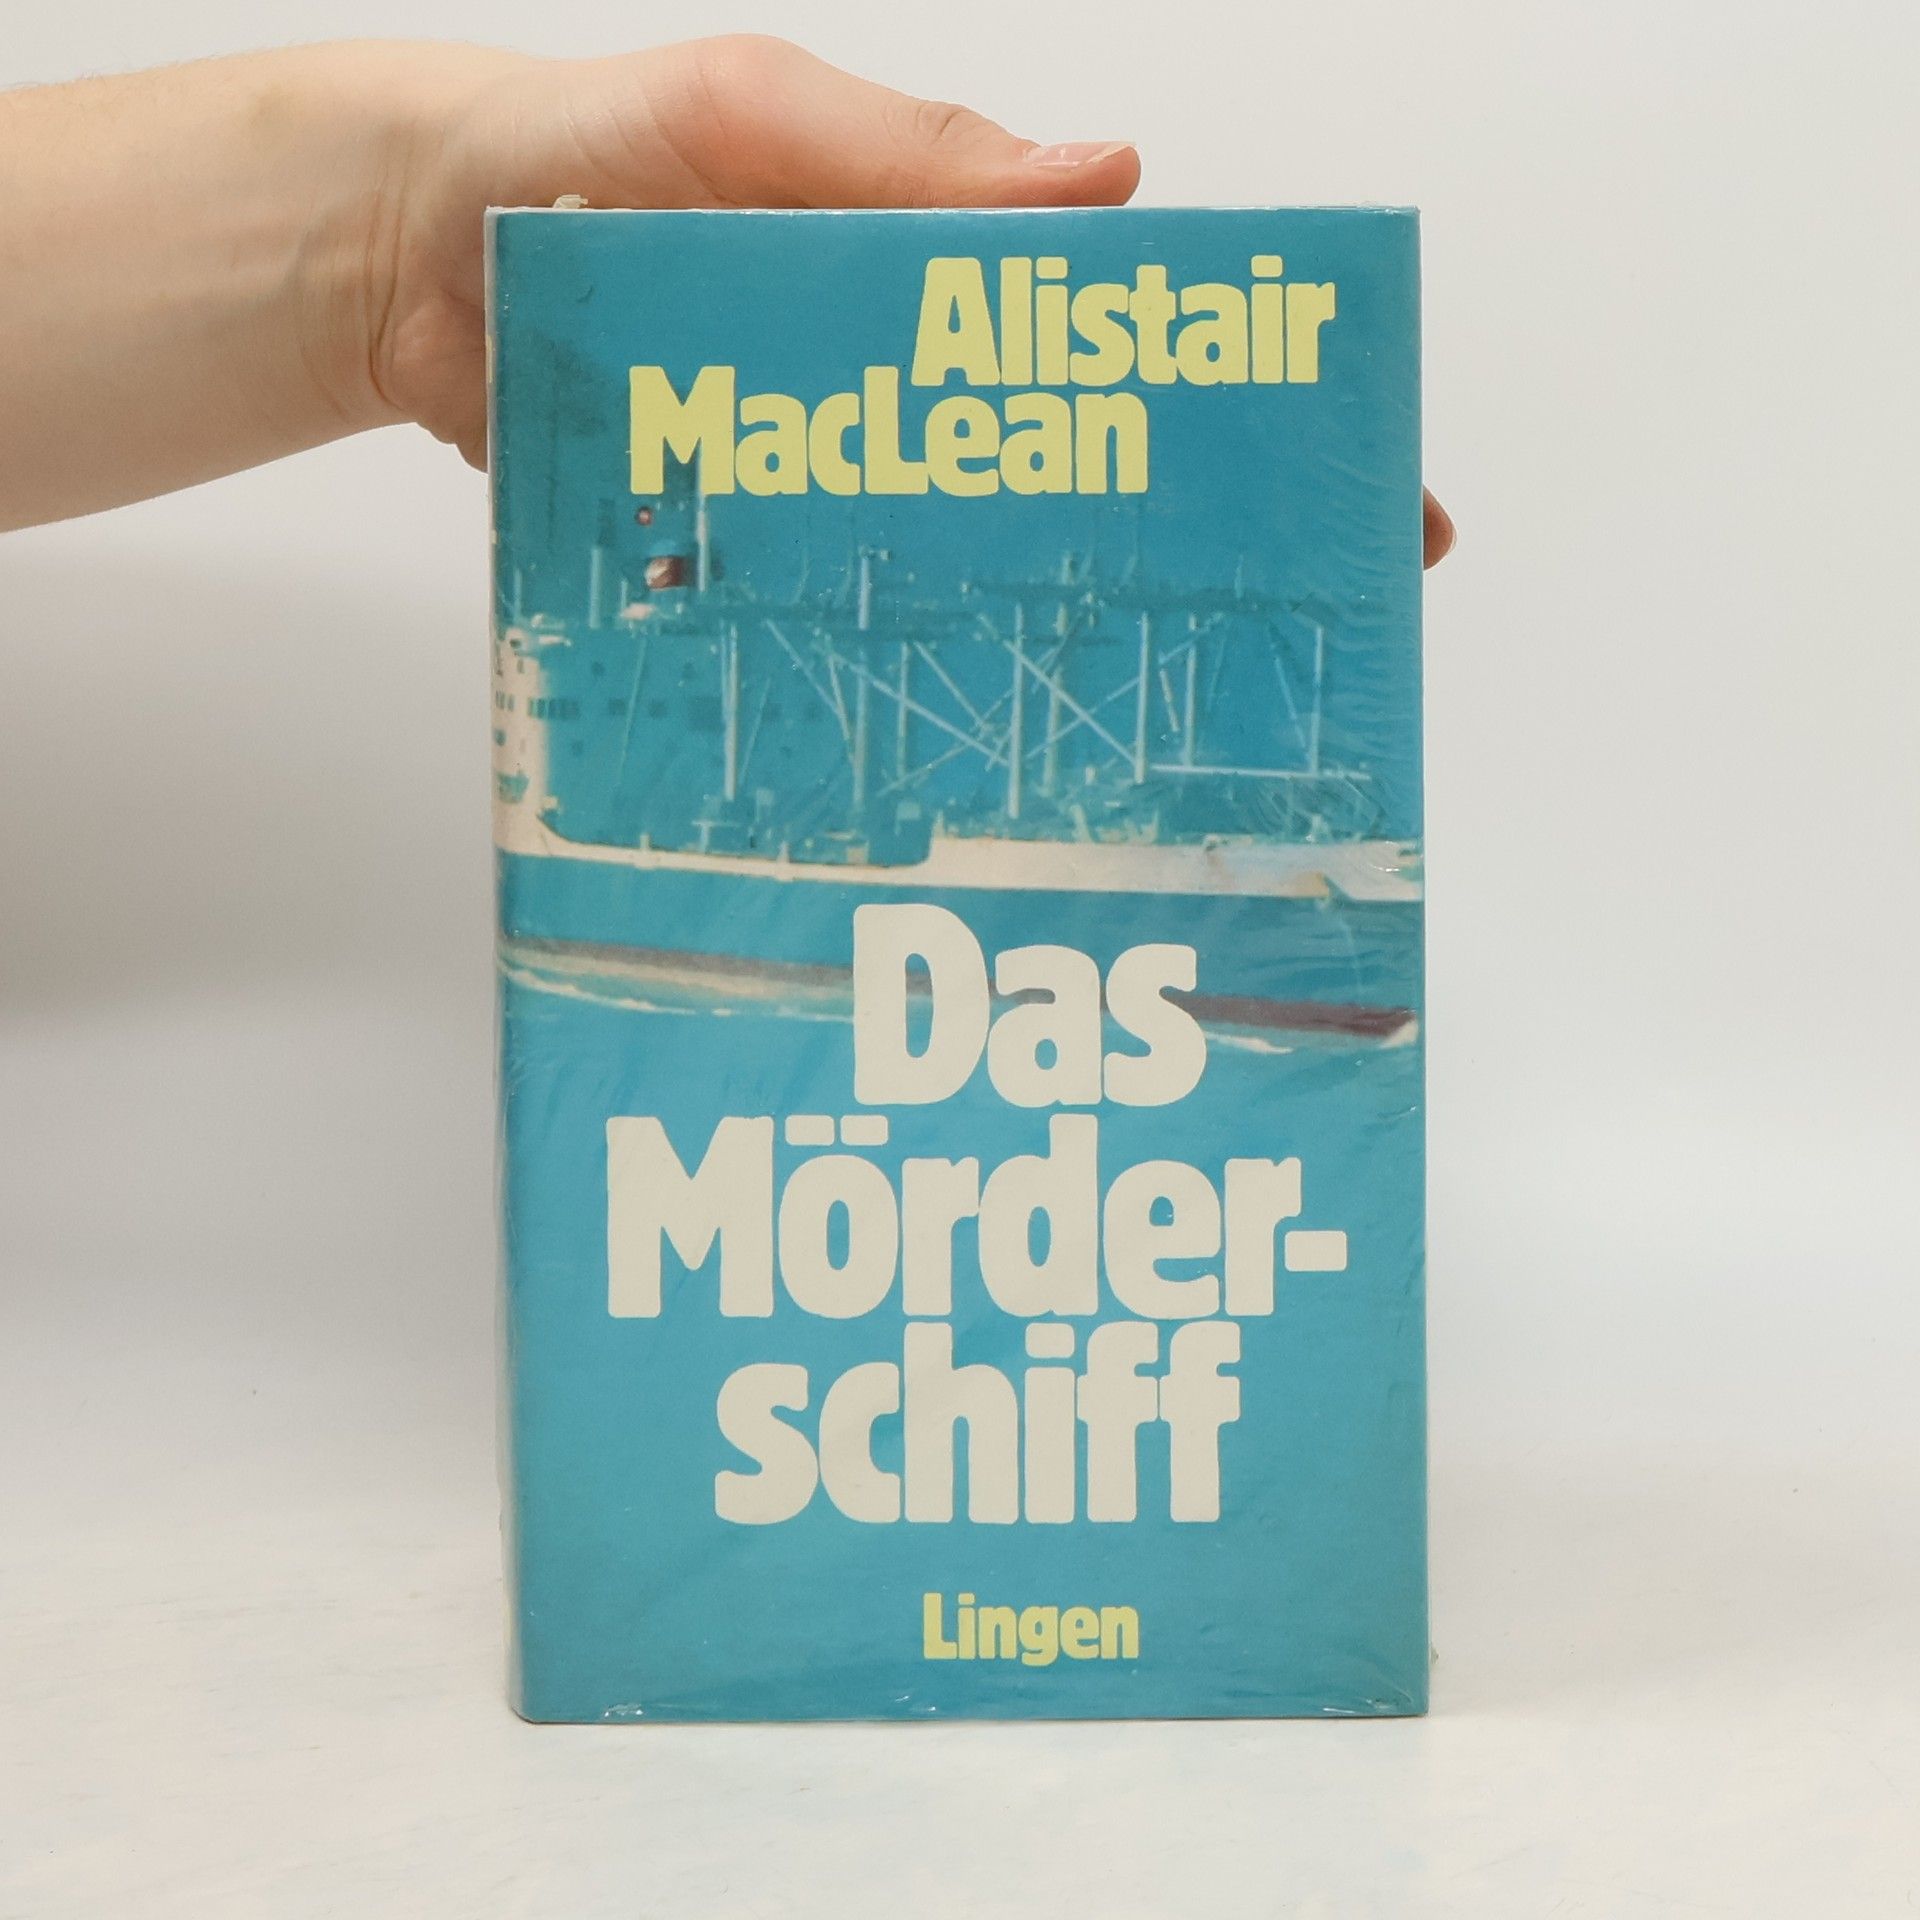 Alistair
MacLean
Das
Mörder-
schiff
Lingen